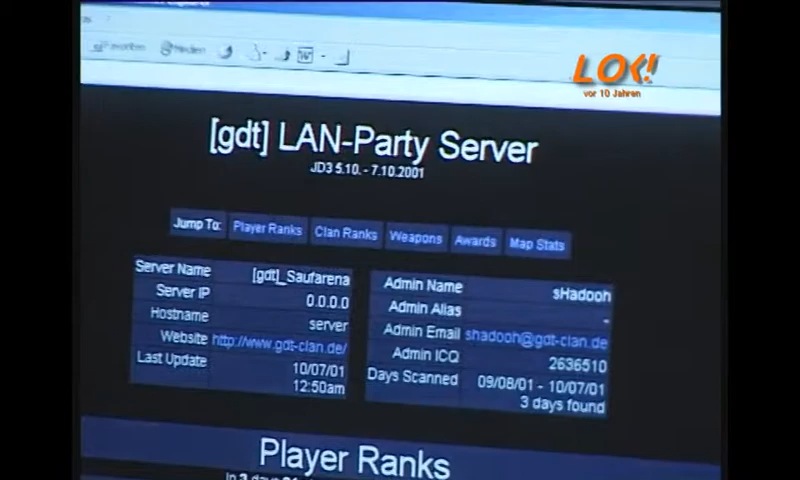 Favoriten Medien
LOK!
vor 10 Jahren
[gdt] LAN-Party Server
JD3 5.10. - 7.10.2001
Jump To: Player Ranks Clan Ranks Weapons Awards Map Stats
Server Name [gdt]_Saufarena
Server IP 0.0.0.0
Hostname server
Website http://www.gdt-clan.de/
Last Update 10/07/01
12:50am
Admin Name sHadooh
Admin Alias -
Admin Email shadooh@gdt-clan.de
Admin ICQ 2636510
Days Scanned 09/08/01 - 10/07/01
3 days found
Player Ranks